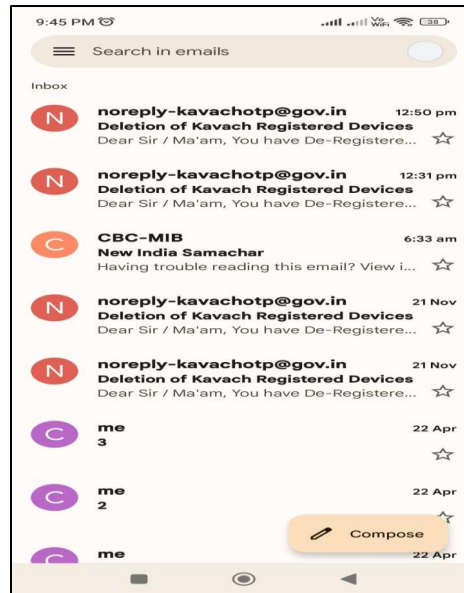 9:45 PM
Vo WiFi 38
Search in emails
Inbox
N
noreply-kavachotp@gov.in 12:50 pm
Deletion of Kavach Registered Devices
Dear Sir / Ma'am, You have De-Registere...
N
noreply-kavachotp@gov.in 12:31 pm
Deletion of Kavach Registered Devices
Dear Sir / Ma'am, You have De-Registere...
C
CBC-MIB 6:33 am
New India Samachar
Having trouble reading this email? View i...
N
noreply-kavachotp@gov.in 21 Nov
Deletion of Kavach Registered Devices
Dear Sir / Ma'am, You have De-Registere...
N
noreply-kavachotp@gov.in 21 Nov
Deletion of Kavach Registered Devices
Dear Sir / Ma'am, You have De-Registere...
C
me 22 Apr
3
C
me 22 Apr
2
Compose
C
me 22 Apr